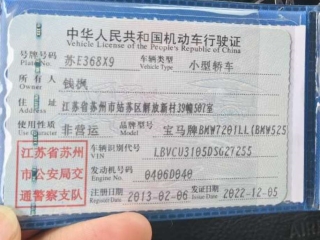 中华人民共和国机动车行驶证
Vehicle License of the People's Republic of China
号牌号码 苏E368X9 车辆类型 小型轿车
Plate No. Vehicle Type
所有人
Owner
住址 江苏省苏州市姑苏区解放新村39幢507室
Address
使用性质 非营运 品牌型号 宝马牌BMW7201LL(BMW525
车辆识别代号
VIN
发动机号码 0406D040
Engine No.
注册日期 2013-02-06 发证日期 2022-12-05
Register Date Issue Date
江苏省苏州
市公安局交
通警察支队